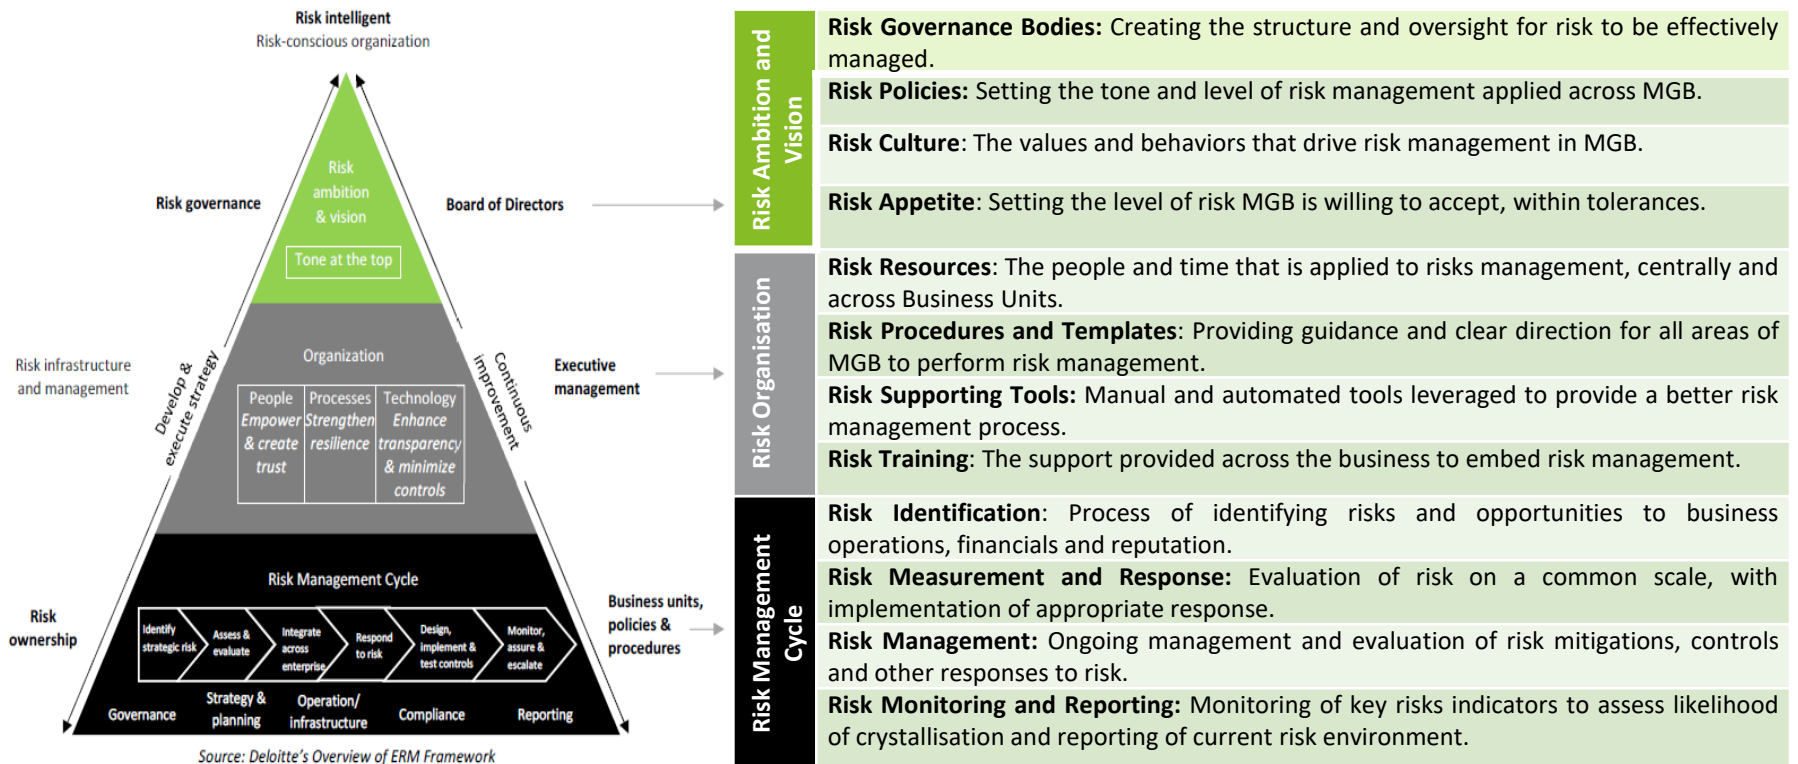 Risk intelligent
Risk-conscious organization
Risk
ambition
& vision
Tone at the top
Risk governance
Board of Directors
Organization
People
Empower
& create
trust
Processes
Strengthen
resilience
Technology
Enhance
transparency
& minimize
controls
Risk infrastructure
and management
Develop &
execute strategy
Continuous
improvement
Executive
management
Risk Management Cycle
Identify
strategic risk
Assess &
evaluate
Integrate
across
enterprise
Respond
to risk
Design,
implement &
test controls
Monitor,
assure &
escalate
Risk
ownership
Business units,
policies &
procedures
Governance
Strategy &
planning
Operation/
infrastructure
Compliance
Reporting
Source: Deloitte's Overview of ERM Framework
Risk Ambition and
Vision
Risk Governance Bodies: Creating the structure and oversight for risk to be effectively
managed.
Risk Policies: Setting the tone and level of risk management applied across MGB.
Risk Culture: The values and behaviors that drive risk management in MGB.
Risk Appetite: Setting the level of risk MGB is willing to accept, within tolerances.
Risk Organisation
Risk Resources: The people and time that is applied to risks management, centrally and
across Business Units.
Risk Procedures and Templates: Providing guidance and clear direction for all areas of
MGB to perform risk management.
Risk Supporting Tools: Manual and automated tools leveraged to provide a better risk
management process.
Risk Training: The support provided across the business to embed risk management.
Risk Management
Cycle
Risk Identification: Process of identifying risks and opportunities to business
operations, financials and reputation.
Risk Measurement and Response: Evaluation of risk on a common scale, with
implementation of appropriate response.
Risk Management: Ongoing management and evaluation of risk mitigations, controls
and other responses to risk.
Risk Monitoring and Reporting: Monitoring of key risks indicators to assess likelihood
of crystallisation and reporting of current risk environment.